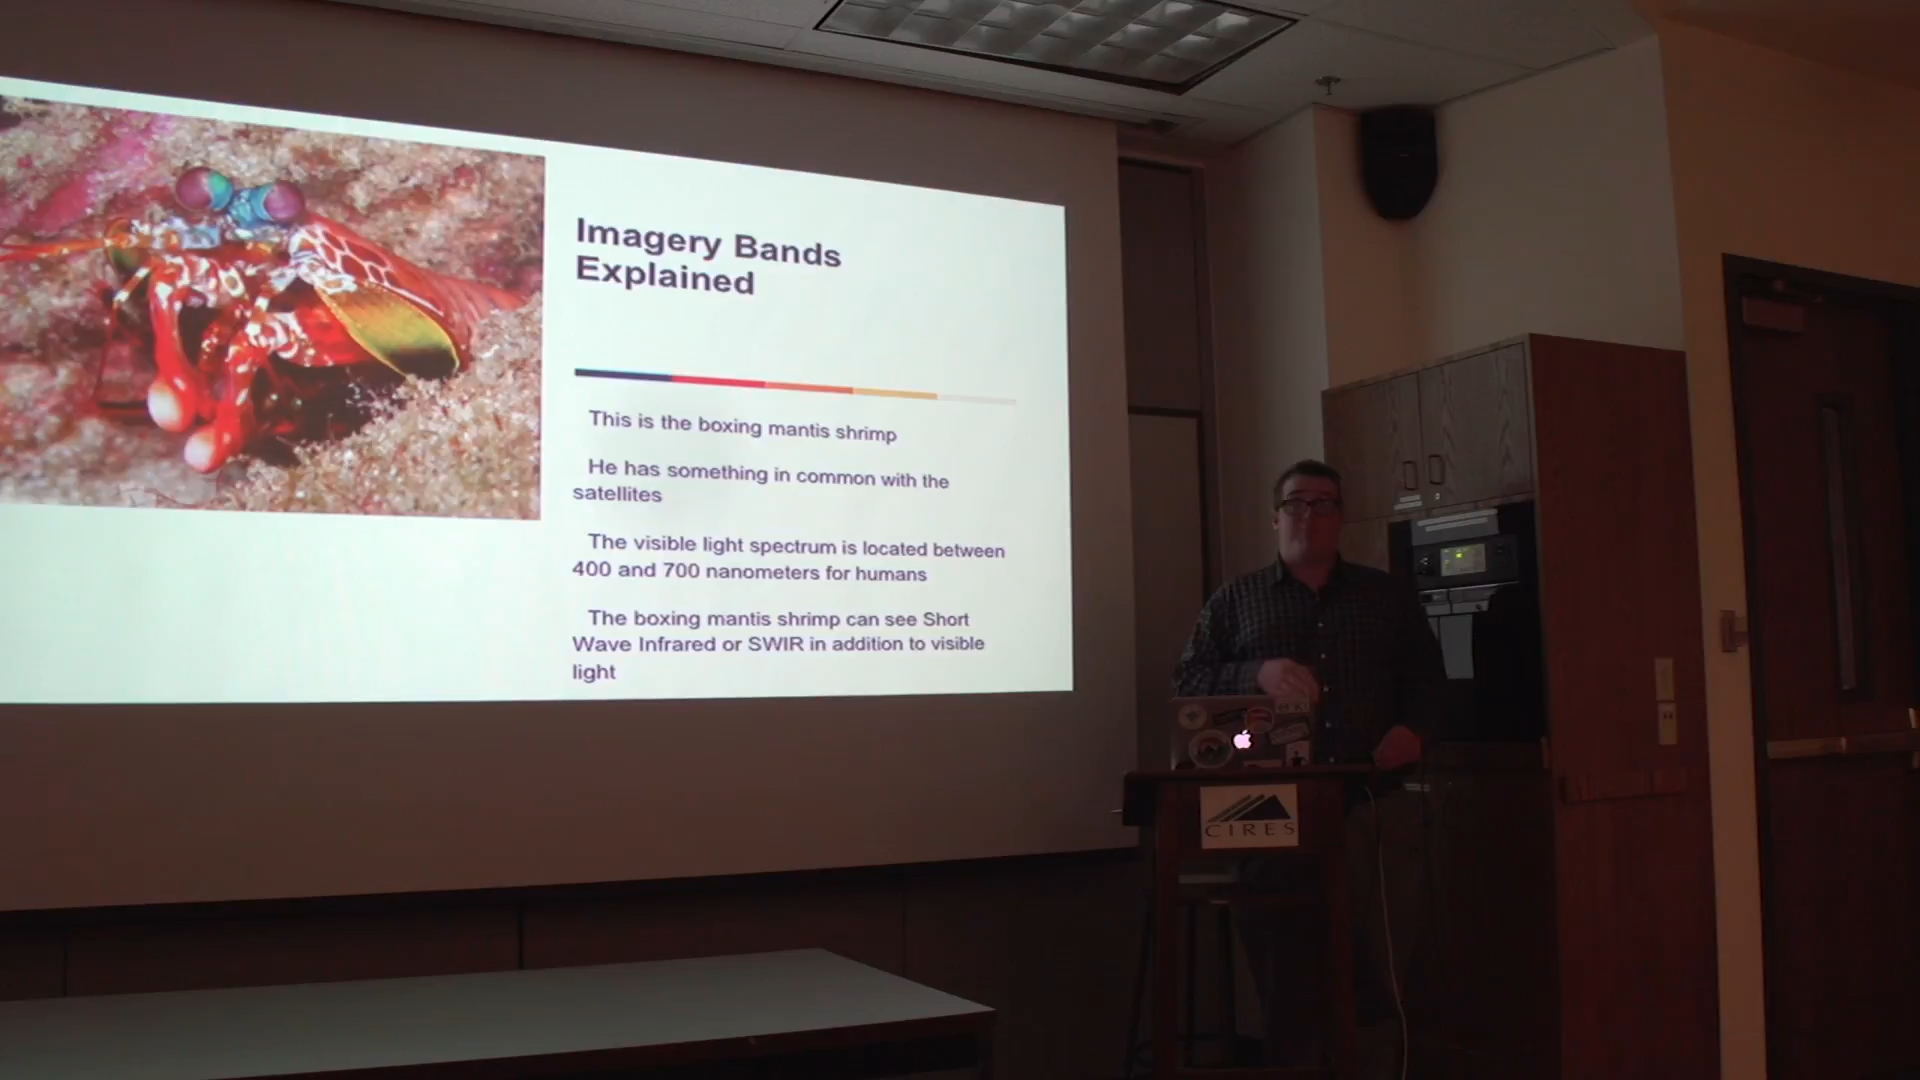 Imagery Bands
Explained
This is the boxing mantis shrimp
He has something in common with the
satellites
The visible light spectrum is located between
400 and 700 nanometers for humans
The boxing mantis shrimp can see Short
Wave Infrared or SWIR in addition to visible
light
CIRES